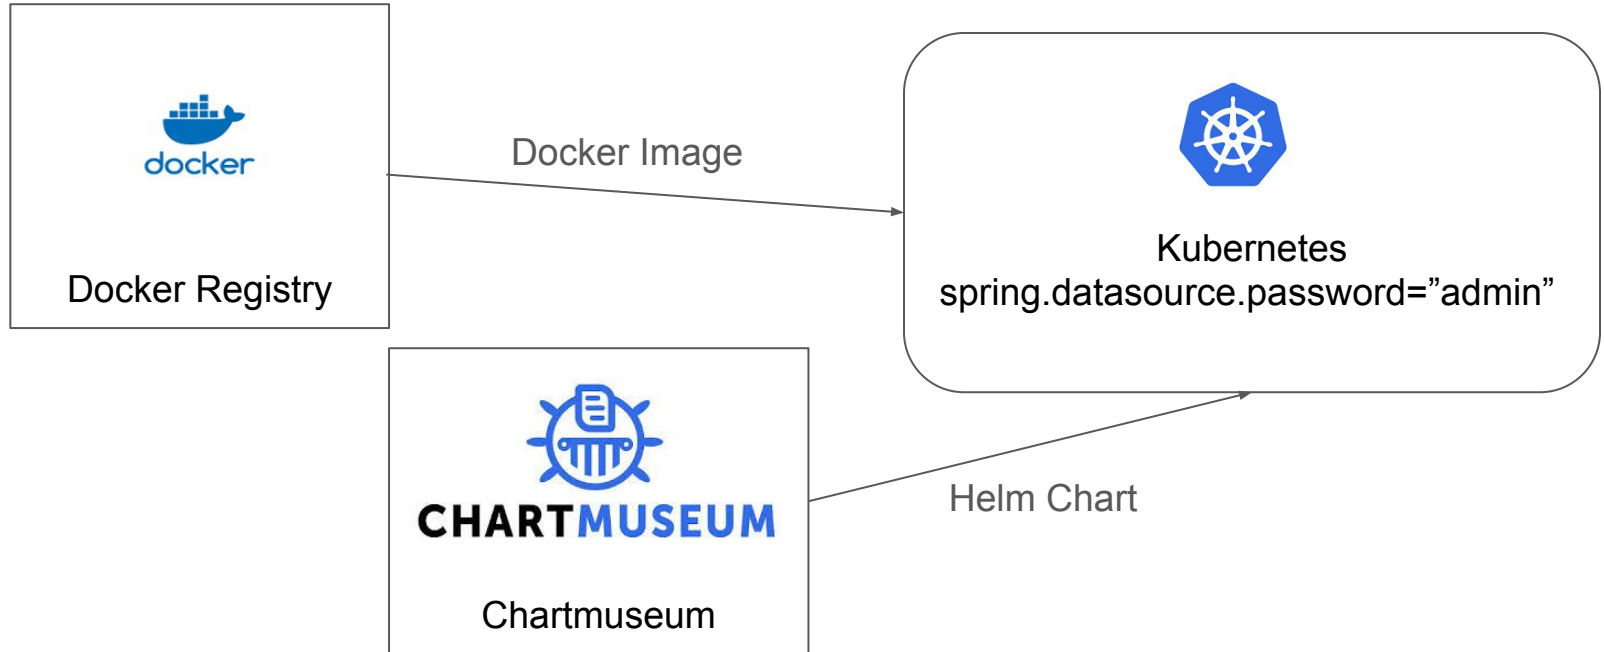 docker
Docker Registry
Docker Image
Kubernetes
spring.datasource.password=”admin”
CHARTMUSEUM
Chartmuseum
Helm Chart